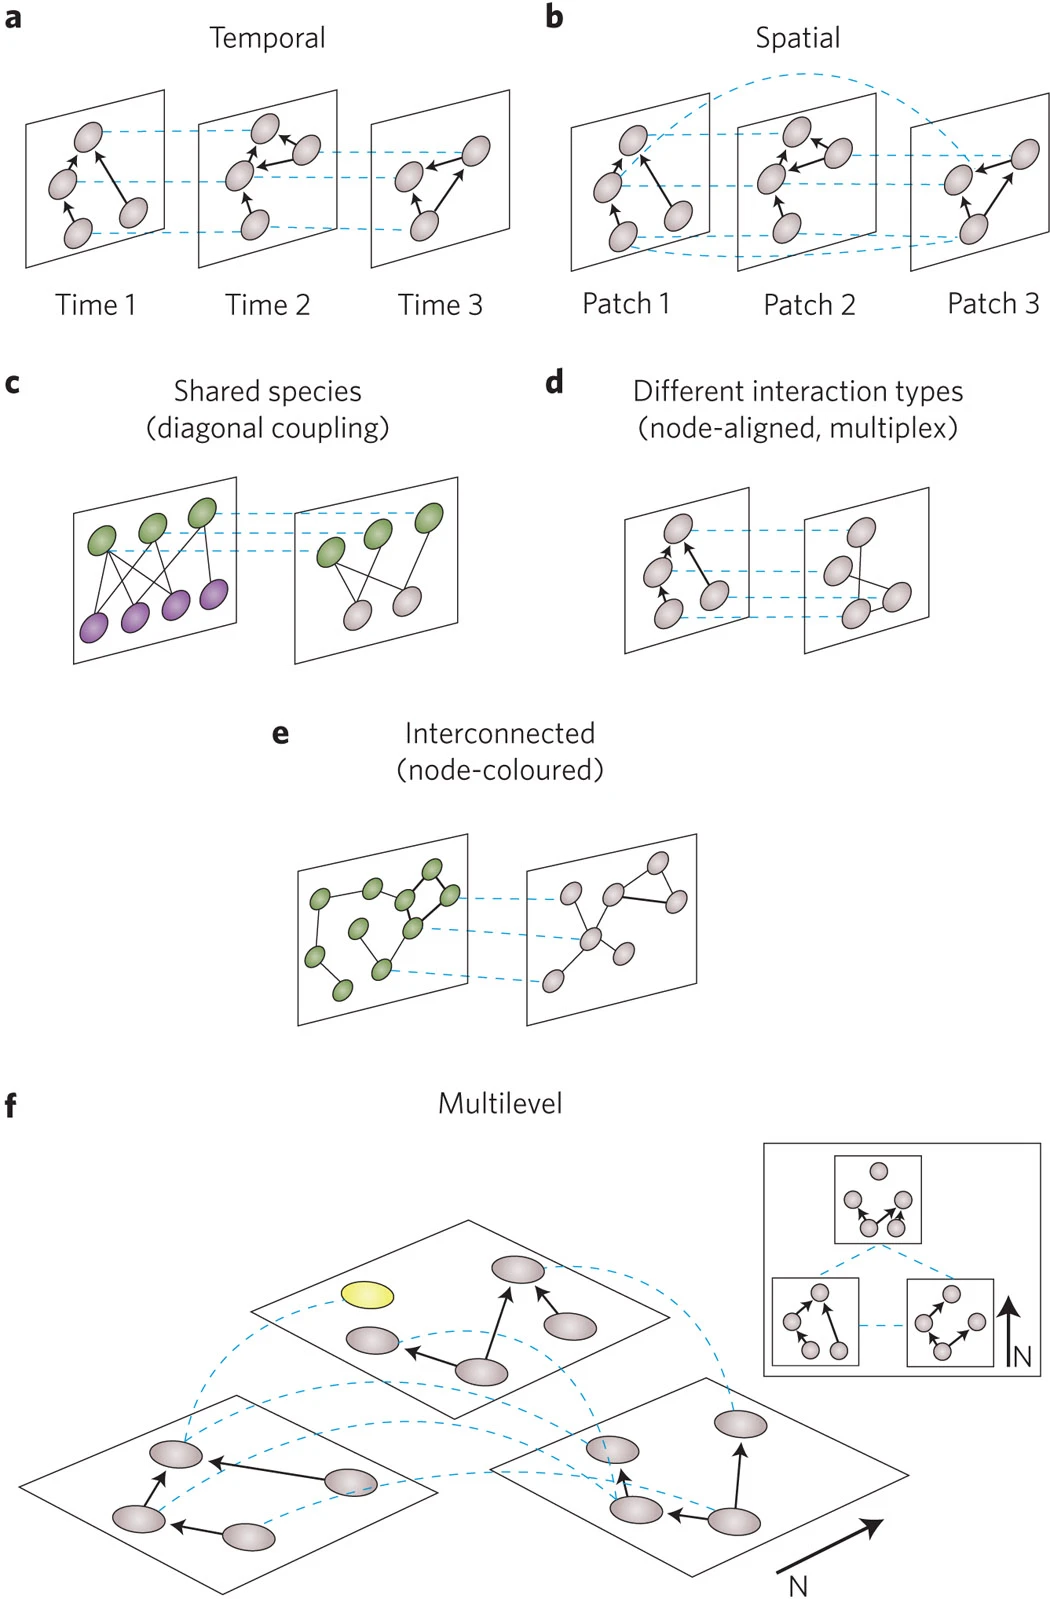 a
Temporal
Time 1
Time 2
Time 3
b
Spatial
Patch 1
Patch 2
Patch 3
c
Shared species
(diagonal coupling)
d
Different interaction types
(node-aligned, multiplex)
e
Interconnected
(node-coloured)
f
Multilevel
N
N